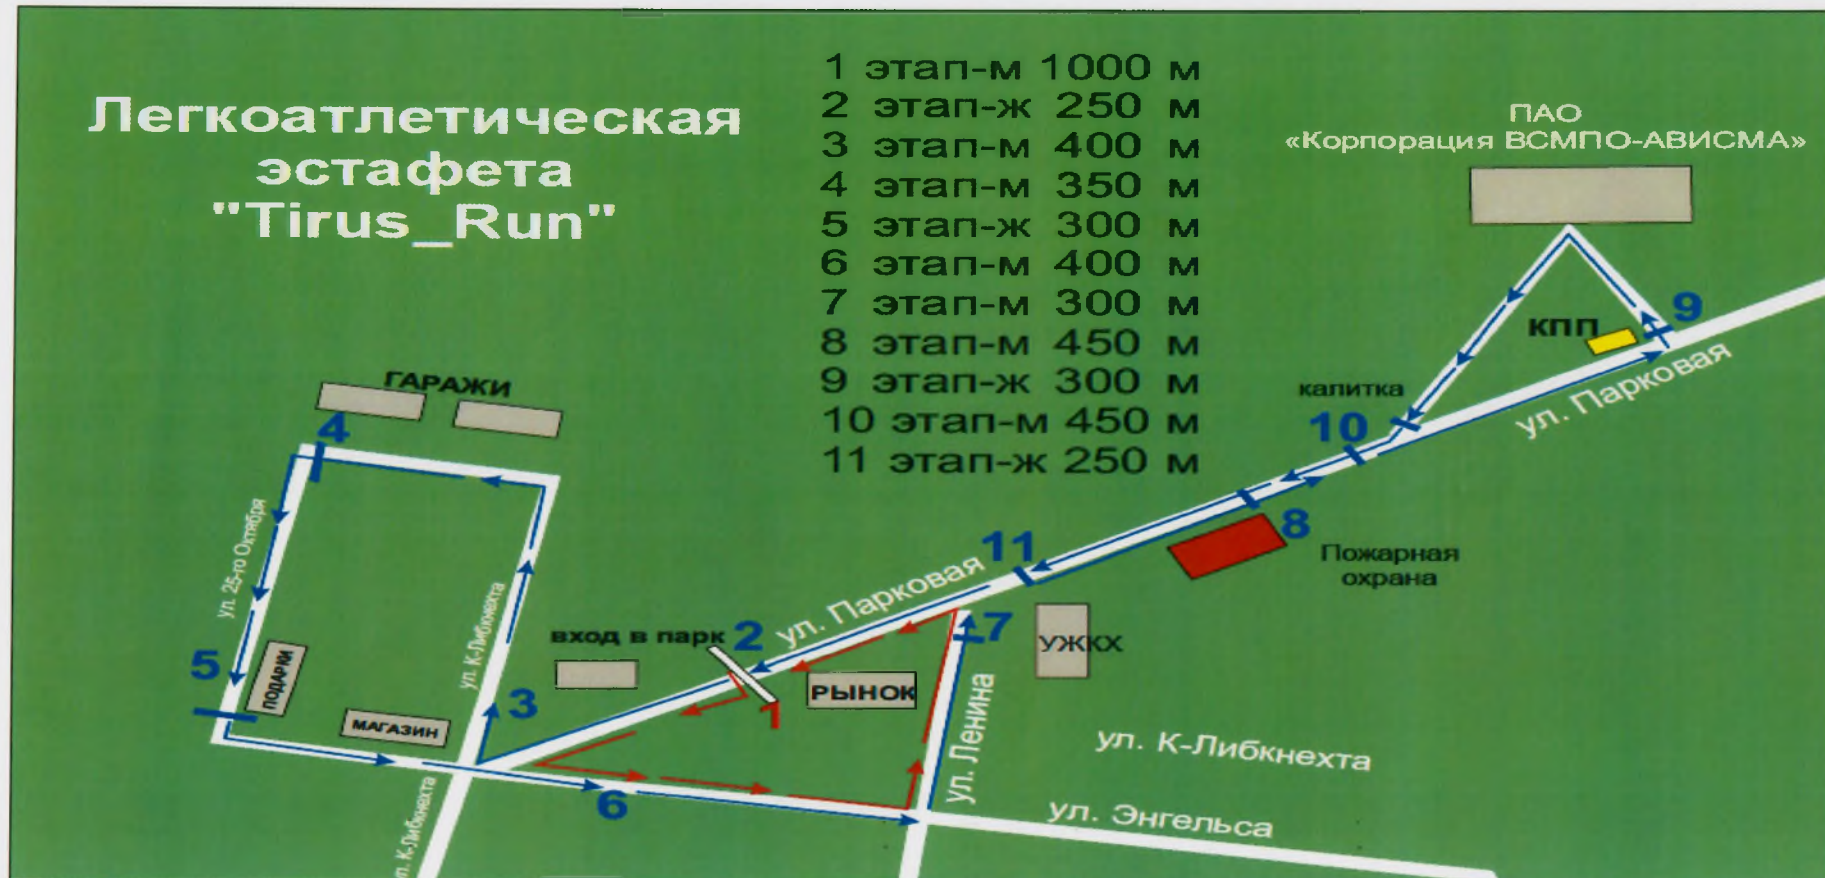 Легкоатлетическая
эстафета
"Tirus_Run"
1 этап-м 1000 м
2 этап-ж 250 м
3 этап-м 400 м
4 этап-м 350 м
5 этап-ж 300 м
6 этап-м 400 м
7 этап-м 300 м
8 этап-м 450 м
9 этап-ж 300 м
10 этап-м 450 м
11 этап-ж 250 м
ПАО
«Корпорация ВСМПО-АВИСМА»
КПП
9
ул. Парковая
калитка
10
ГАРАЖИ
4
ул. 25-го Октября
ул. К-Либкнехта
8
Пожарная
охрана
11
ул. Парковая
вход в парк
2
7
УЖКХ
РЫНОК
1
5
ПОДАРКИ
МАГАЗИН
3
ул. Ленина
ул. К-Либкнехта
6
ул. Энгельса
ул. К-Либкнехта